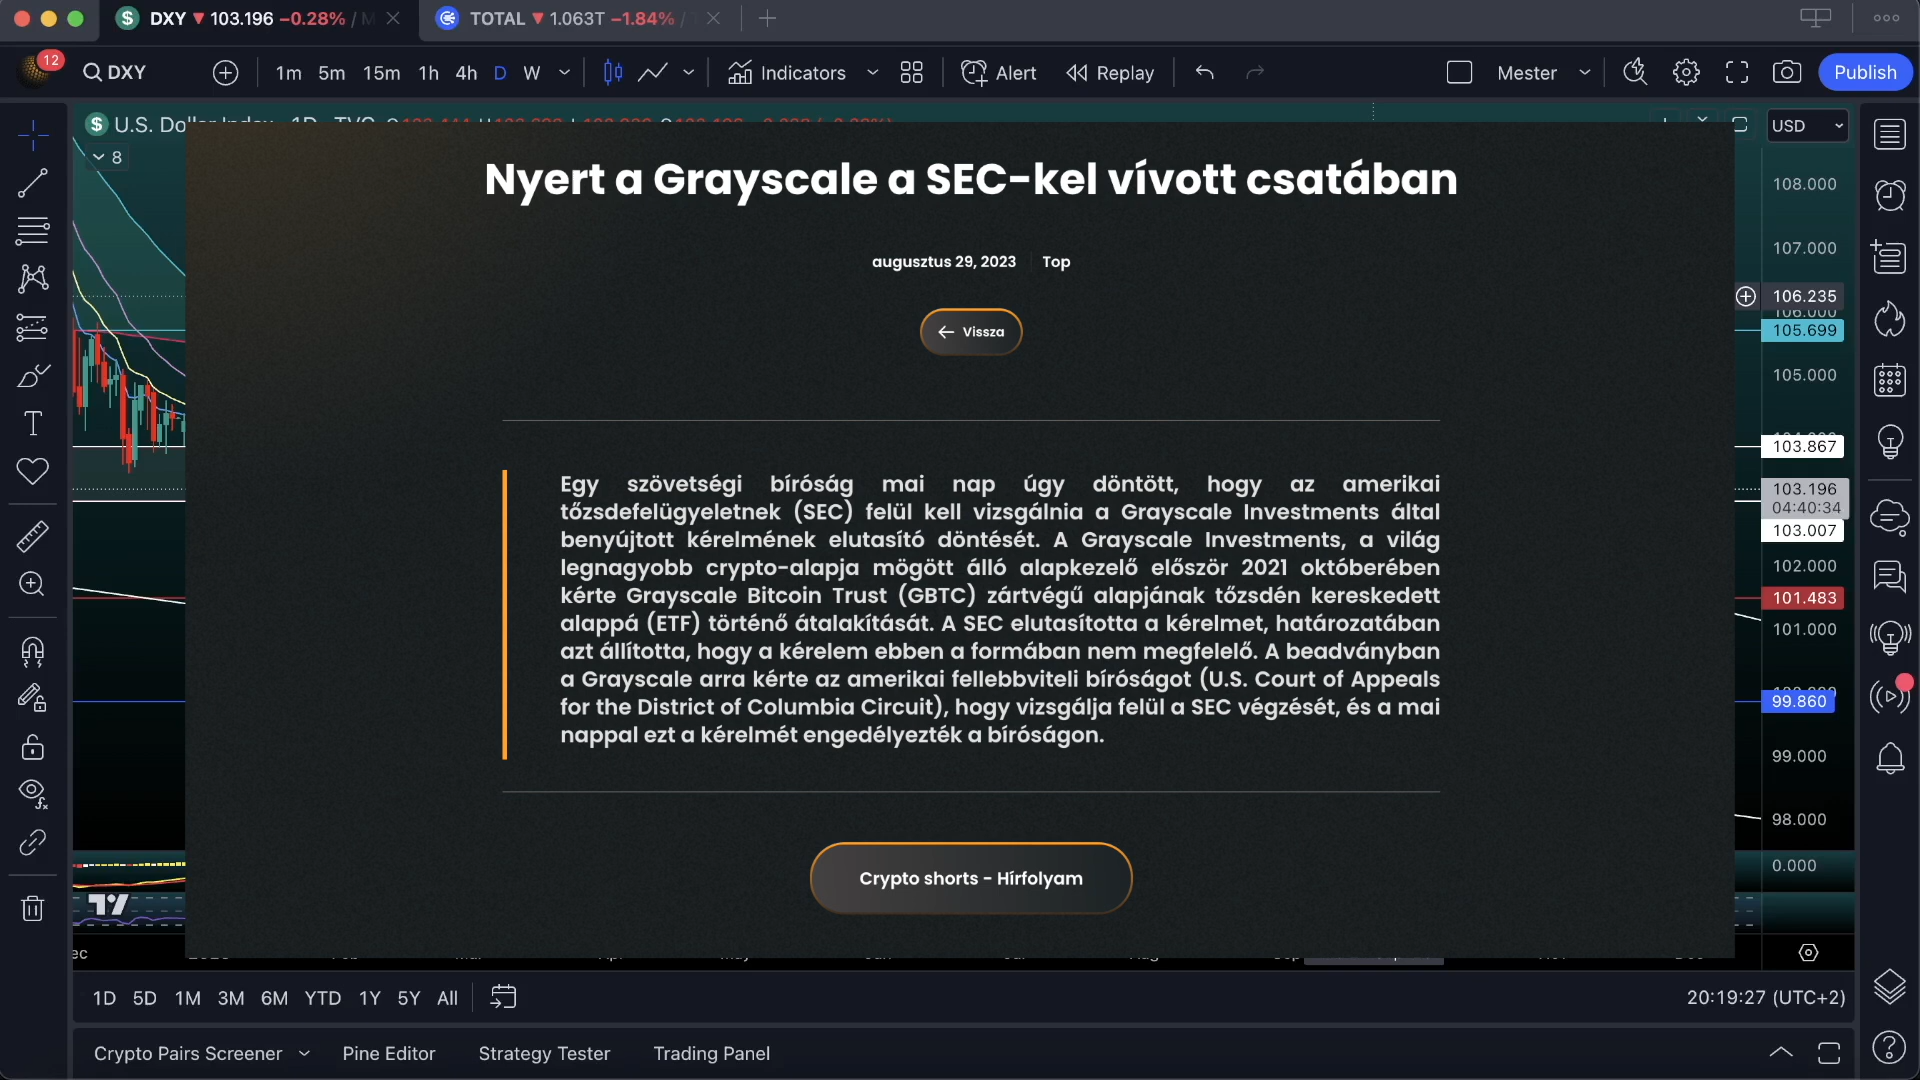 DXY ▼ 103.196 −0.28% / M
TOTAL ▼ 1.063T −1.84% /
12
DXY
1m 5m 15m 1h 4h D W
Indicators
Alert
Replay
Mester
Publish
U.S. Dollar Index
1D
TVC
8
USD
Nyert a Grayscale a SEC-kel vívott csatában
augusztus 29, 2023
Top
← Vissza
Egy szövetségi bíróság mai nap úgy döntött, hogy az amerikai
tőzsdefelügyeletnek (SEC) felül kell vizsgálnia a Grayscale Investments által
benyújtott kérelmének elutasító döntését. A Grayscale Investments, a világ
legnagyobb crypto-alapja mögött álló alapkezelő először 2021 októberében
kérte Grayscale Bitcoin Trust (GBTC) zártvégű alapjának tőzsdén kereskedett
alappá (ETF) történő átalakítását. A SEC elutasította a kérelmet, határozatában
azt állította, hogy a kérelem ebben a formában nem megfelelő. A beadványban
a Grayscale arra kérte az amerikai fellebbviteli bíróságot (U.S. Court of Appeals
for the District of Columbia Circuit), hogy vizsgálja felül a SEC végzését, és a mai
nappal ezt a kérelmét engedélyezték a bíróságon.
Crypto shorts - Hírfolyam
108.000
107.000
106.235
106.000
105.699
105.000
103.867
103.196
04:40:34
103.007
102.000
101.483
101.000
99.860
99.000
98.000
0.000
ec
1D 5D 1M 3M 6M YTD 1Y 5Y All
20:19:27 (UTC+2)
Crypto Pairs Screener
Pine Editor
Strategy Tester
Trading Panel